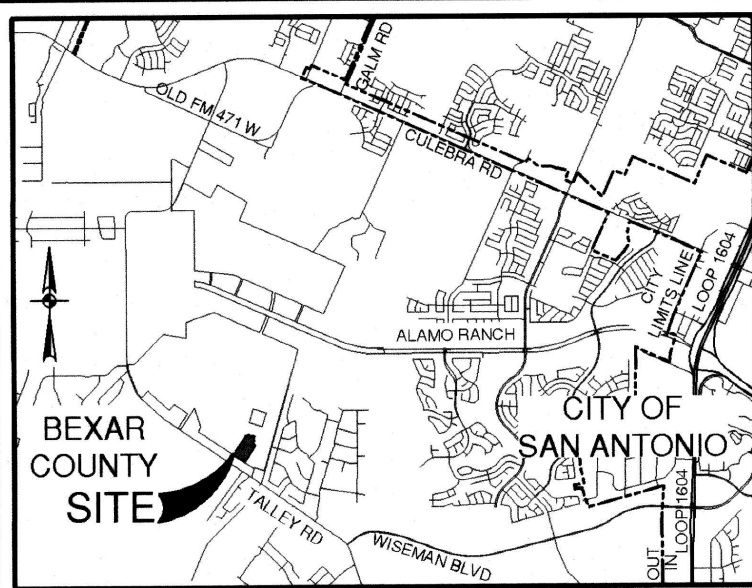 GALM RD
OLD FM 471 W
CULEBRA RD
CITY
LIMITS LINE
LOOP 1604
ALAMO RANCH
BEXAR
COUNTY
SITE
CITY OF
SAN ANTONIO
TALLEY RD
WISEMAN BLVD
OUT
IN
LOOP 1604